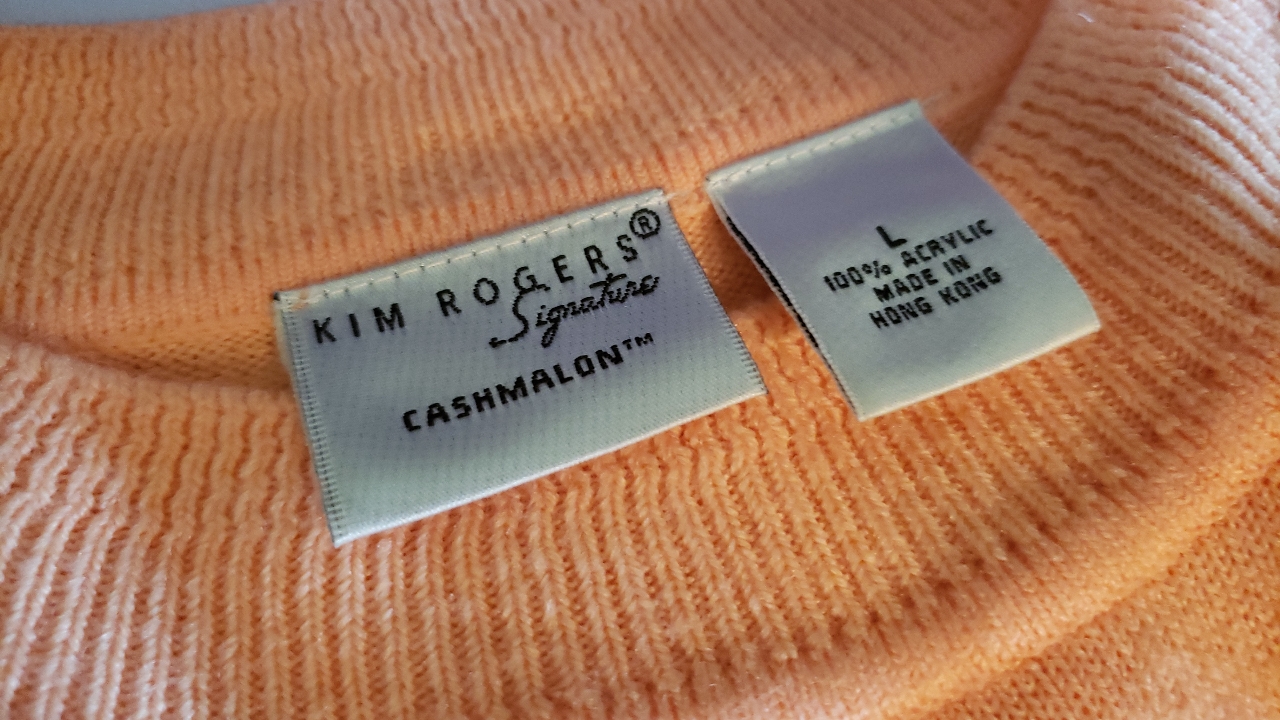 KIM ROGERS®
Signature
CASHMALON™
L
100% ACRYLIC
MADE IN
HONG KONG